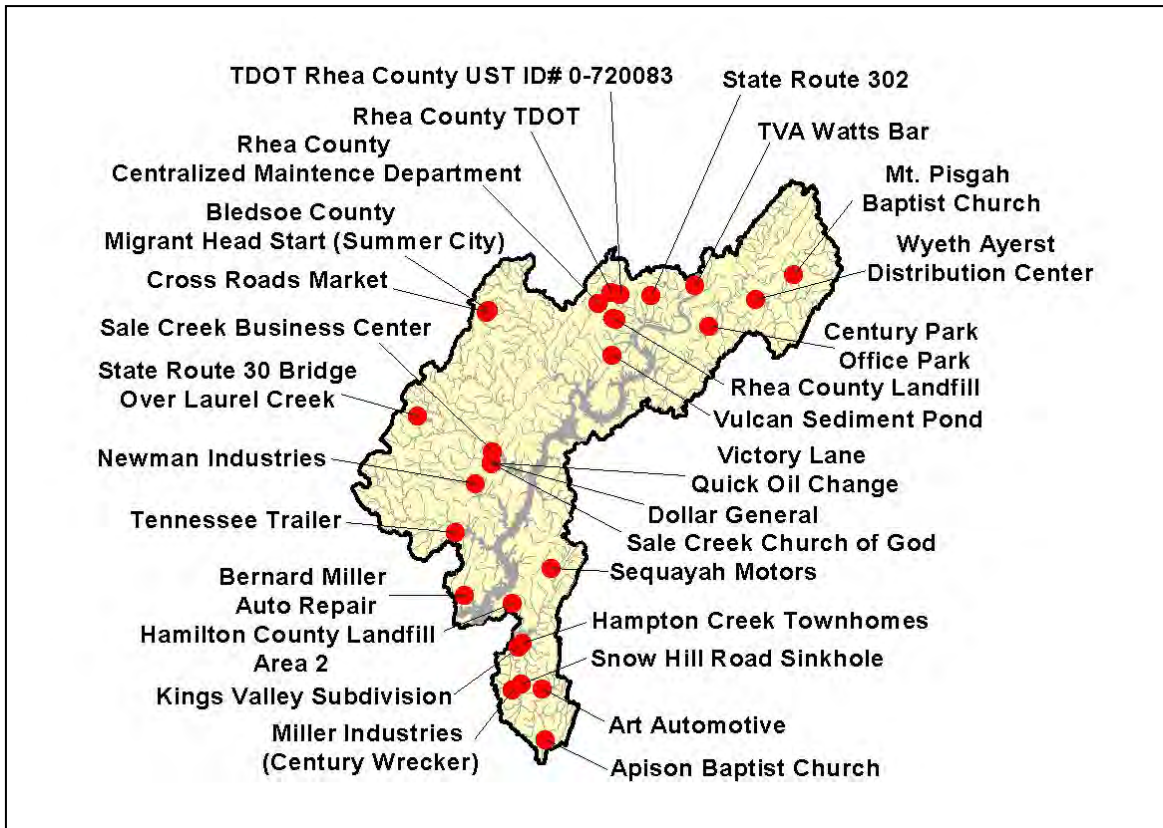 TDOT Rhea County UST ID# 0-720083
State Route 302
Rhea County TDOT
TVA Watts Bar
Rhea County
Centralized Maintence Department
Mt. Pisgah
Baptist Church
Bledsoe County
Migrant Head Start (Summer City)
Wyeth Ayerst
Distribution Center
Cross Roads Market
Sale Creek Business Center
Century Park
Office Park
State Route 30 Bridge
Over Laurel Creek
Rhea County Landfill
Vulcan Sediment Pond
Newman Industries
Victory Lane
Quick Oil Change
Dollar General
Tennessee Trailer
Sale Creek Church of God
Sequayah Motors
Bernard Miller
Auto Repair
Hamilton County Landfill
Area 2
Hampton Creek Townhomes
Snow Hill Road Sinkhole
Kings Valley Subdivision
Art Automotive
Miller Industries
(Century Wrecker)
Apison Baptist Church